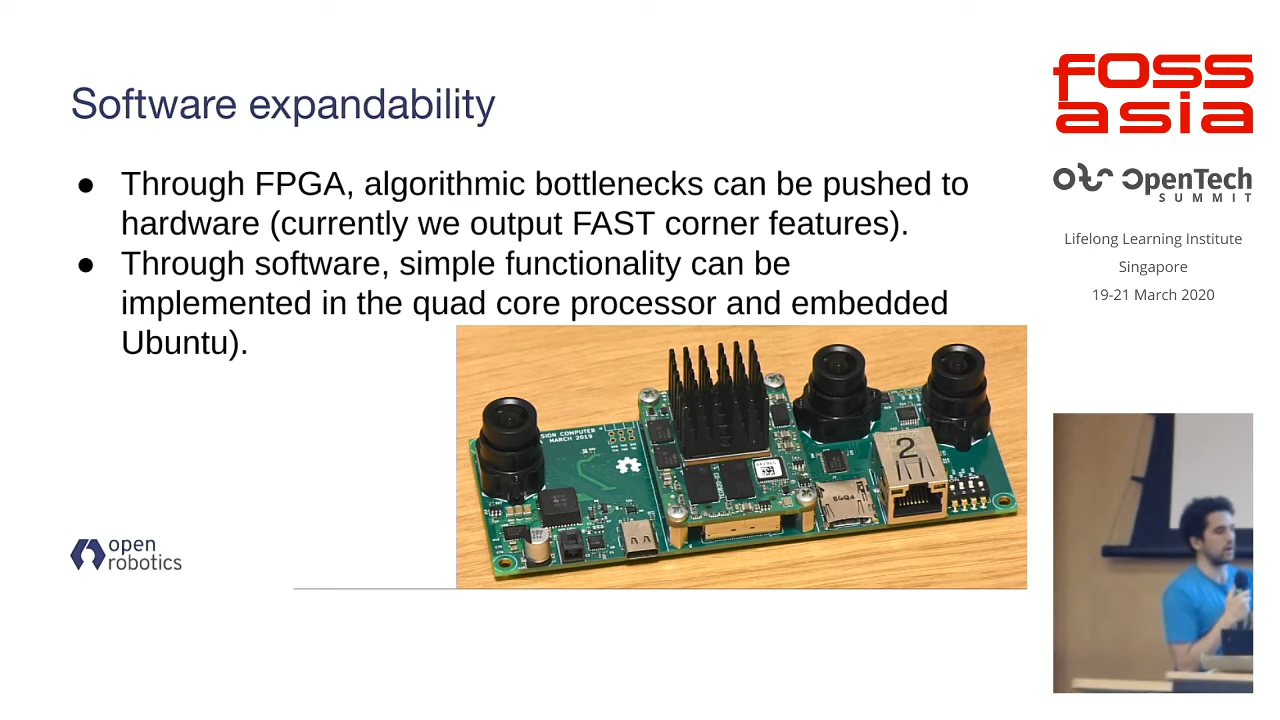 Software expandability
● Through FPGA, algorithmic bottlenecks can be pushed to
hardware (currently we output FAST corner features).
● Through software, simple functionality can be
implemented in the quad core processor and embedded
Ubuntu).
SION COMPUTER
MARCH 2019
2
open
robotics
FOSS
asia
OpenTech
SUMMIT
Lifelong Learning Institute
Singapore
19-21 March 2020